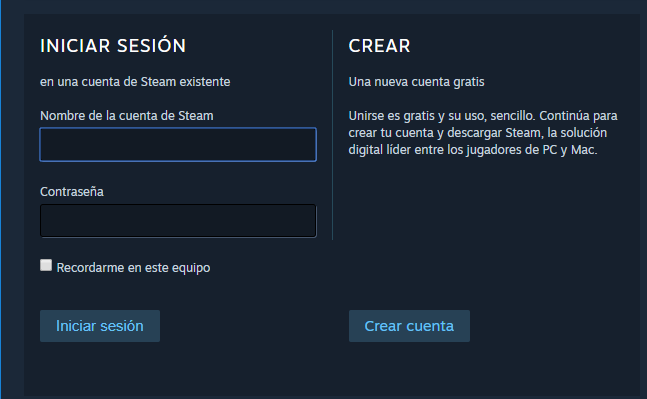 INICIAR SESIÓN
en una cuenta de Steam existente
Nombre de la cuenta de Steam
Contraseña
Recordarme en este equipo
Iniciar sesión
CREAR
Una nueva cuenta gratis
Unirse es gratis y su uso, sencillo. Continúa para
crear tu cuenta y descargar Steam, la solución
digital líder entre los jugadores de PC y Mac.
Crear cuenta